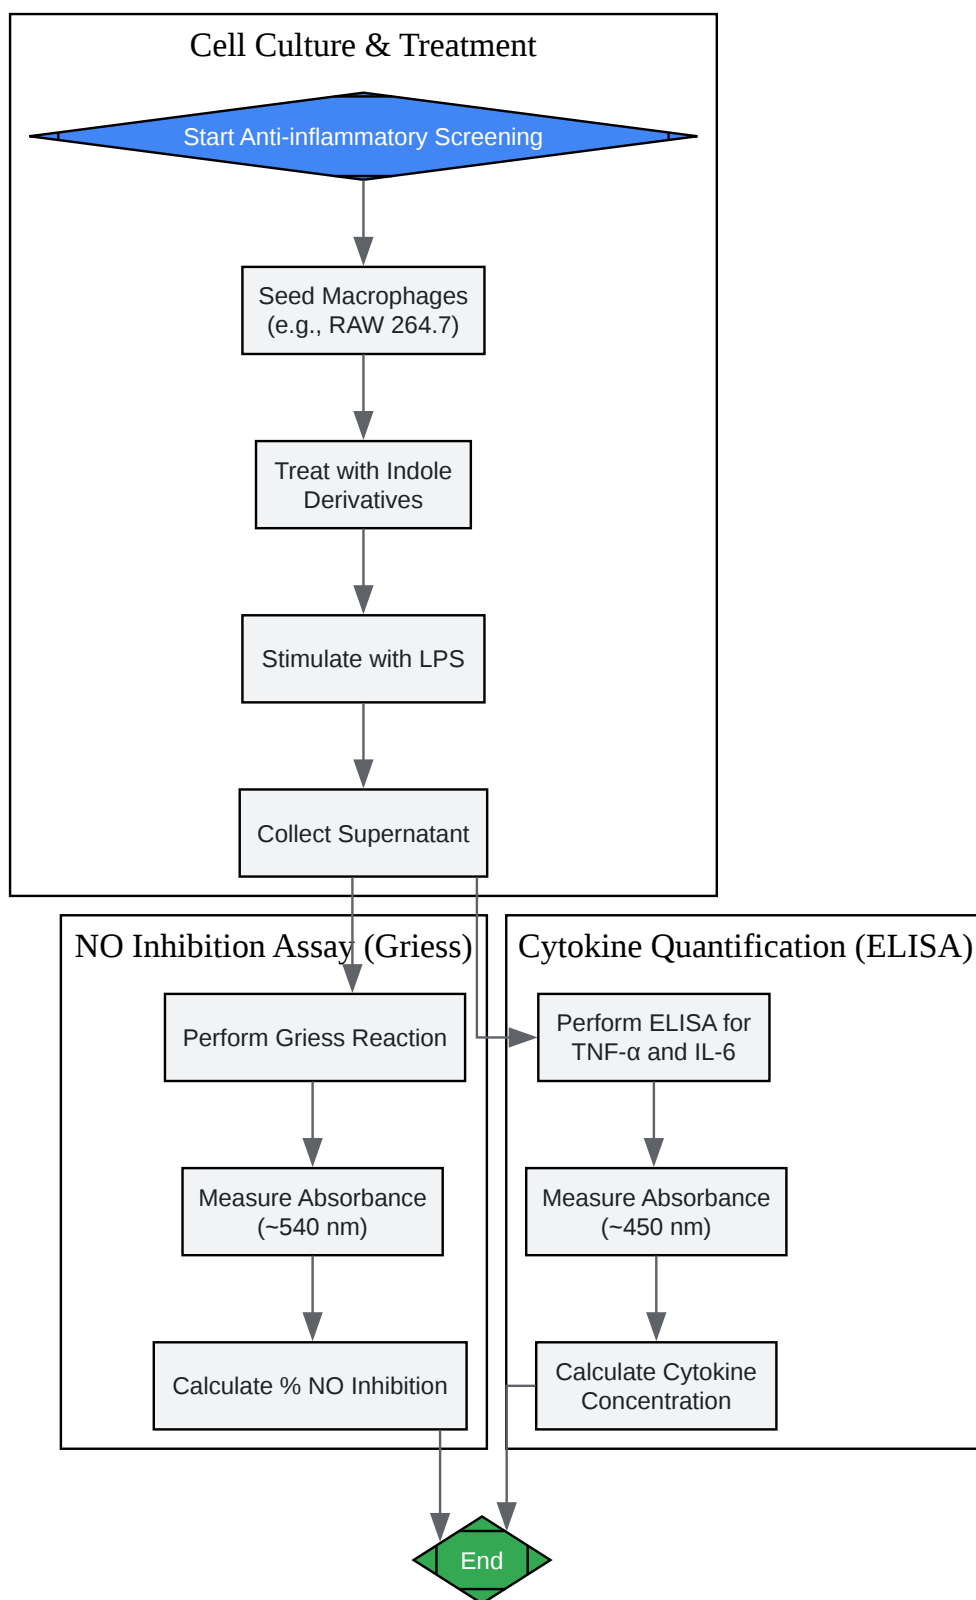 Cell Culture & Treatment
Start Anti-inflammatory Screening
Seed Macrophages
(e.g., RAW 264.7)
Treat with Indole
Derivatives
Stimulate with LPS
Collect Supernatant
NO Inhibition Assay (Griess)
Perform Griess Reaction
Measure Absorbance
(~540 nm)
Calculate % NO Inhibition
Cytokine Quantification (ELISA)
Perform ELISA for
TNF-α and IL-6
Measure Absorbance
(~450 nm)
Calculate Cytokine
Concentration
End